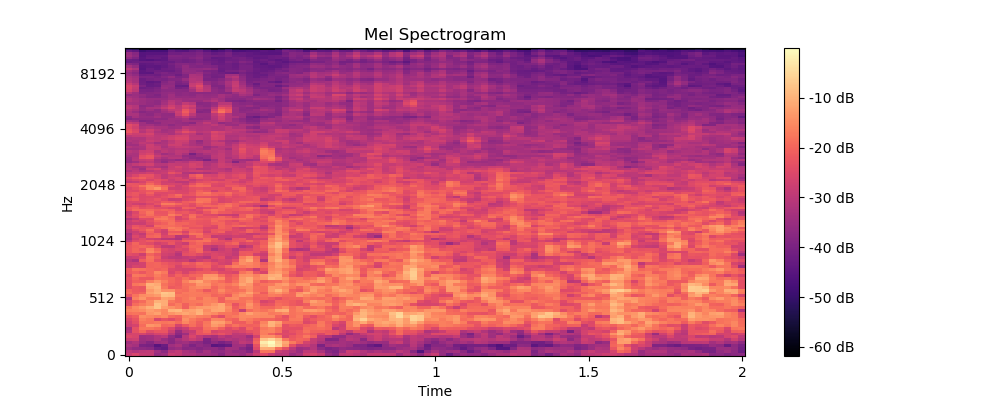 Mel Spectrogram
8192
4096
2048
1024
512
0
Hz
0 0.5 1 1.5 2
Time
-10 dB
-20 dB
-30 dB
-40 dB
-50 dB
-60 dB